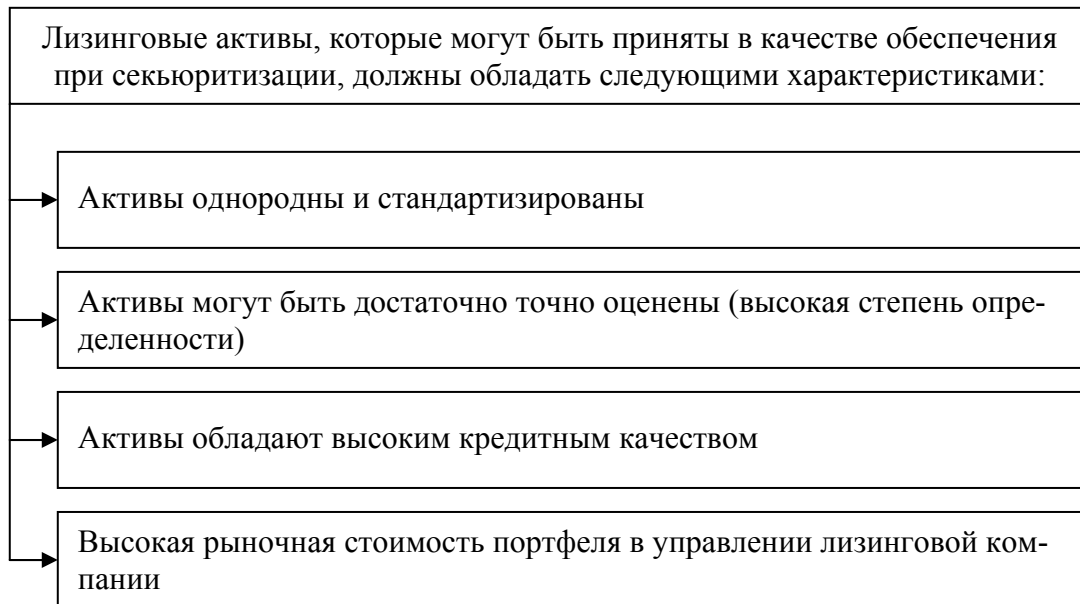 Лизинговые активы, которые могут быть приняты в качестве обеспечения
при секьюритизации, должны обладать следующими характеристиками:
Активы однородны и стандартизированы
Активы могут быть достаточно точно оценены (высокая степень опре-
деленности)
Активы обладают высоким кредитным качеством
Высокая рыночная стоимость портфеля в управлении лизинговой ком-
пании